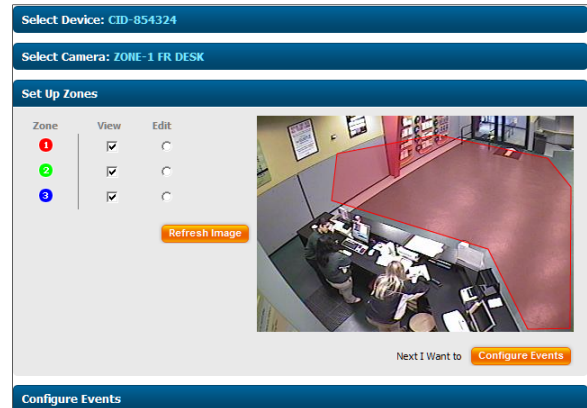 Select Device: CID-854324
Select Camera: ZONE-1 FR DESK
Set Up Zones
Zone View Edit
1
2
3
Refresh Image
Next I Want to Configure Events
Configure Events